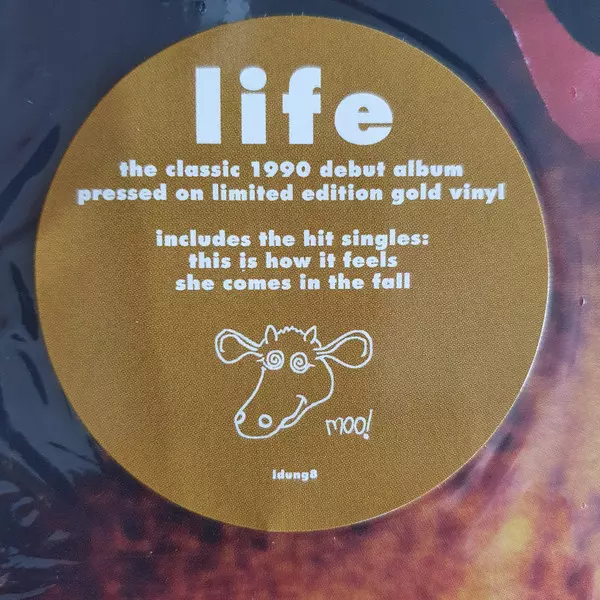 life
the classic 1990 debut album
pressed on limited edition gold vinyl
includes the hit singles:
this is how it feels
she comes in the fall
moo!
ldung8